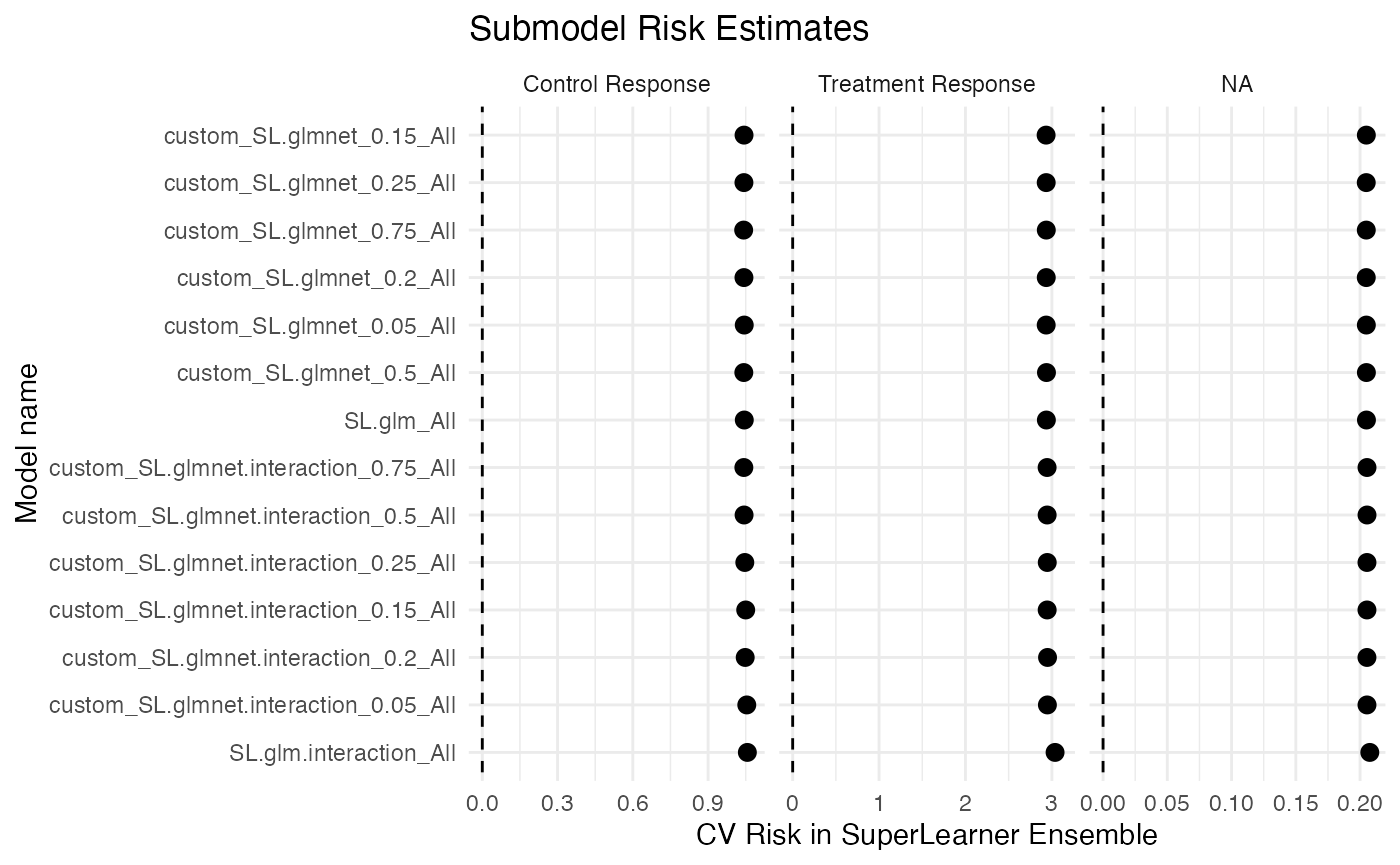 Submodel Risk Estimates
Control Response
Treatment Response
NA
Model name
custom_SL.glmnet_0.15_All
custom_SL.glmnet_0.25_All
custom_SL.glmnet_0.75_All
custom_SL.glmnet_0.2_All
custom_SL.glmnet_0.05_All
custom_SL.glmnet_0.5_All
SL.glm_All
custom_SL.glmnet.interaction_0.75_All
custom_SL.glmnet.interaction_0.5_All
custom_SL.glmnet.interaction_0.25_All
custom_SL.glmnet.interaction_0.15_All
custom_SL.glmnet.interaction_0.2_All
custom_SL.glmnet.interaction_0.05_All
SL.glm.interaction_All
0.0 0.3 0.6 0.9
0 1 2 3
0.00 0.05 0.10 0.15 0.20
CV Risk in SuperLearner Ensemble